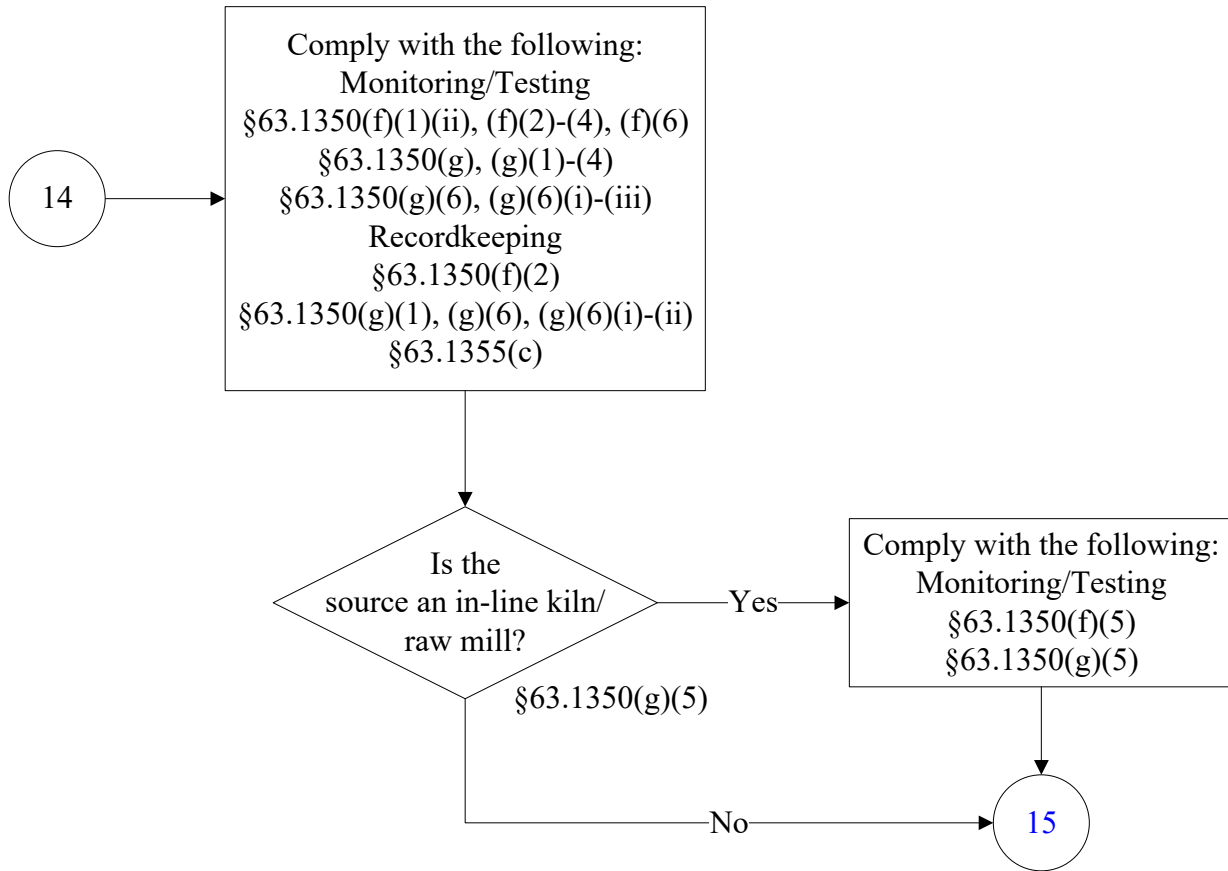 14
Comply with the following:
Monitoring/Testing
§63.1350(f)(1)(ii), (f)(2)-(4), (f)(6)
§63.1350(g), (g)(1)-(4)
§63.1350(g)(6), (g)(6)(i)-(iii)
Recordkeeping
§63.1350(f)(2)
§63.1350(g)(1), (g)(6), (g)(6)(i)-(ii)
§63.1355(c)
Is the
source an in-line kiln/
raw mill?
§63.1350(g)(5)
Yes
Comply with the following:
Monitoring/Testing
§63.1350(f)(5)
§63.1350(g)(5)
No
15